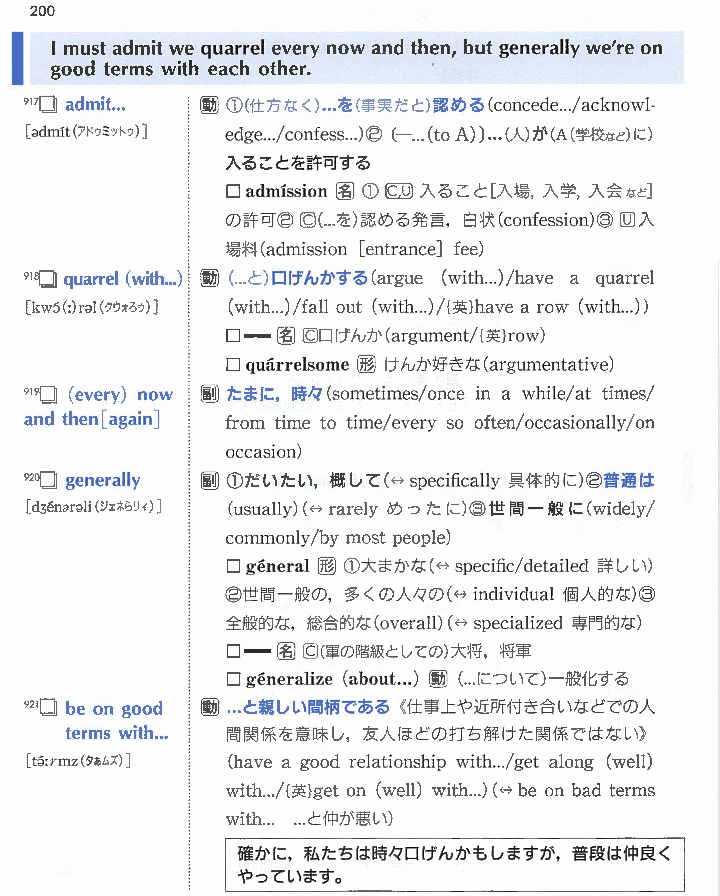 200
I must admit we quarrel every now and then, but generally we're on
good terms with each other.
917 admit...
[ədmít(アドゥミットゥ)]
動 ①(仕方なく)...を(事実だと)認める(concede.../acknowl-
edge.../confess...)② (—...(to A))...(人)が(A(学校など)に)
入ることを許可する
□ admíssion 名 ① C,U 入ること[入場, 入学, 入会など]
の許可② C(...を)認める発言, 白状(confession)③ U入
場料(admission [entrance] fee)
918 quarrel (with...)
[kwɔ́(:)rəl(クウォろゥ)]
動 (...と)口げんかする(argue (with...)/have a quarrel
(with...)/fall out (with...)/{英}have a row (with...))
□ — 名 C口げんか(argument/{英}row)
□ quárrelsome 形 けんか好きな(argumentative)
919 (every) now
and then[again]
副 たまに, 時々(sometimes/once in a while/at times/
from time to time/every so often/occasionally/on
occasion)
920 generally
[dʒénərəli(ヂェネらリィ)]
副 ①だいたい, 概して(↔ specifically 具体的に)②普通は
(usually)(↔ rarely めったに)③世間一般に(widely/
commonly/by most people)
□ géneral 形 ①大まかな(↔ specific/detailed 詳しい)
②世間一般の, 多くの人々の(↔ individual 個人的な)③
全般的な, 総合的な(overall)(↔ specialized 専門的な)
□ — 名 C(軍の階級としての)大将, 将軍
□ géneralize (about...) 動 (...について)一般化する
921 be on good
terms with...
[tə́ːrmz(タぁムズ)]
動 ...と親しい間柄である《仕事上や近所付き合いなどでの人
間関係を意味し, 友人ほどの打ち解けた関係ではない》
(have a good relationship with.../get along (well)
with.../{英}get on (well) with...)(↔ be on bad terms
with... ...と仲が悪い)
確かに, 私たちは時々口げんかもしますが, 普段は仲良く
やっています。